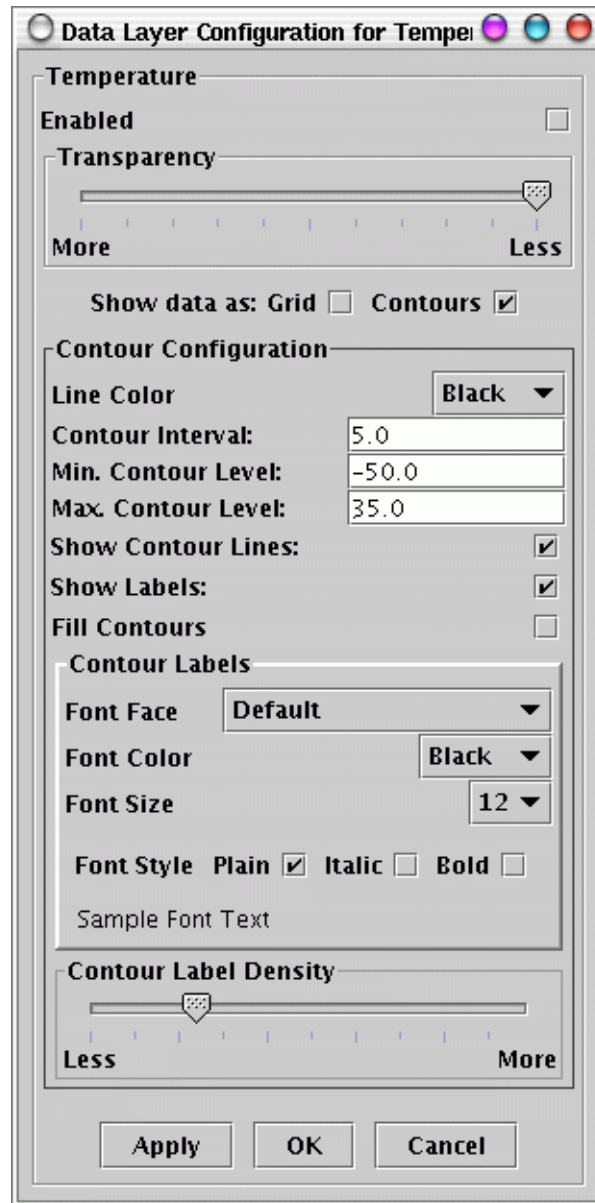 Data Layer Configuration for Temper
Temperature
Enabled
Transparency
More Less
Show data as: Grid Contours
Contour Configuration
Line Color Black
Contour Interval: 5.0
Min. Contour Level: -50.0
Max. Contour Level: 35.0
Show Contour Lines:
Show Labels:
Fill Contours
Contour Labels
Font Face Default
Font Color Black
Font Size 12
Font Style Plain Italic Bold
Sample Font Text
Contour Label Density
Less More
Apply OK Cancel